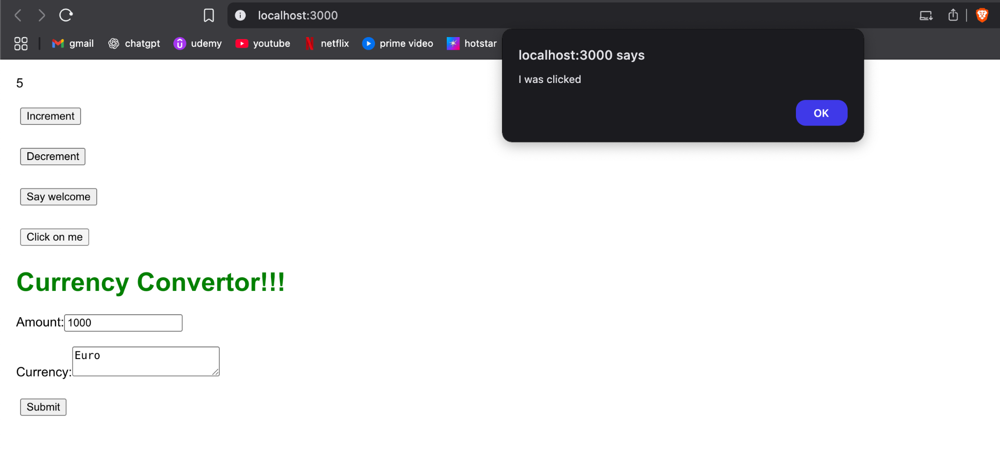 localhost:3000
gmail chatgpt udemy youtube netflix prime video hotstar
localhost:3000 says
I was clicked
OK
5
Increment
Decrement
Say welcome
Click on me
Currency Convertor!!!
Amount: 1000
Currency: Euro
Submit